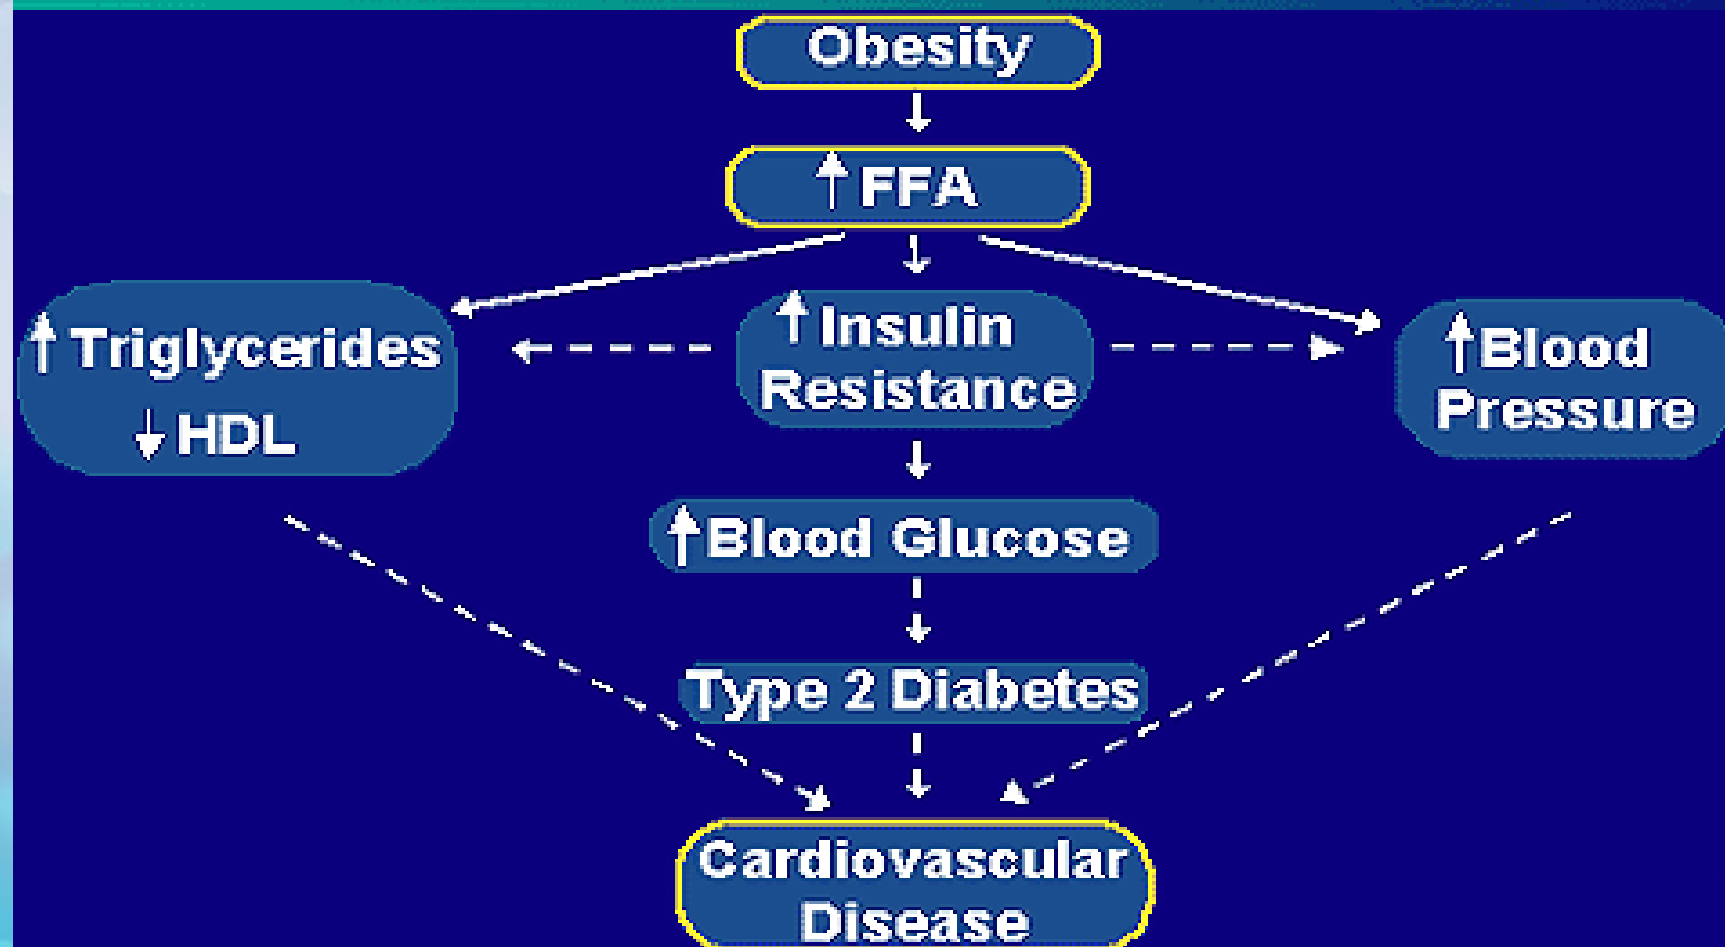 Obesity
↑ FFA
↑ Triglycerides
↓ HDL
↑ Insulin
Resistance
↑ Blood
Pressure
↑ Blood Glucose
Type 2 Diabetes
Cardiovascular
Disease